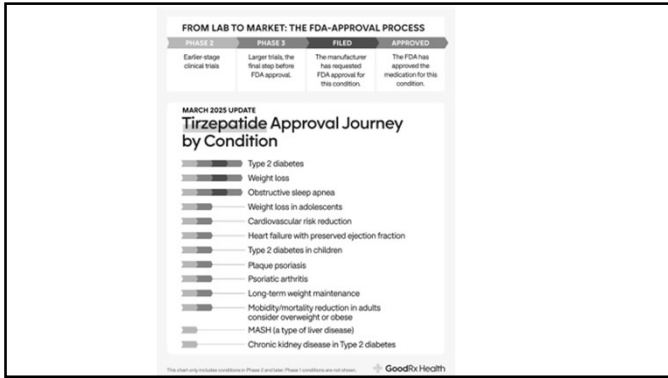 FROM LAB TO MARKET: THE FDA-APPROVAL PROCESS
PHASE 2
PHASE 3
FILED
APPROVED
Earlier-stage
clinical trials
Larger trials, the
final step before
FDA approval.
The manufacturer
has requested
FDA approval for
this condition.
The FDA has
approved the
medication for this
condition.
MARCH 2025 UPDATE
Tirzepatide Approval Journey
by Condition
Type 2 diabetes
Weight loss
Obstructive sleep apnea
Weight loss in adolescents
Cardiovascular risk reduction
Heart failure with preserved ejection fraction
Type 2 diabetes in children
Plaque psoriasis
Psoriatic arthritis
Long-term weight maintenance
Mobidity/mortality reduction in adults
consider overweight or obese
MASH (a type of liver disease)
Chronic kidney disease in Type 2 diabetes
This chart only includes conditions in Phase 2 and later. Phase 1 conditions are not shown.
GoodRx Health